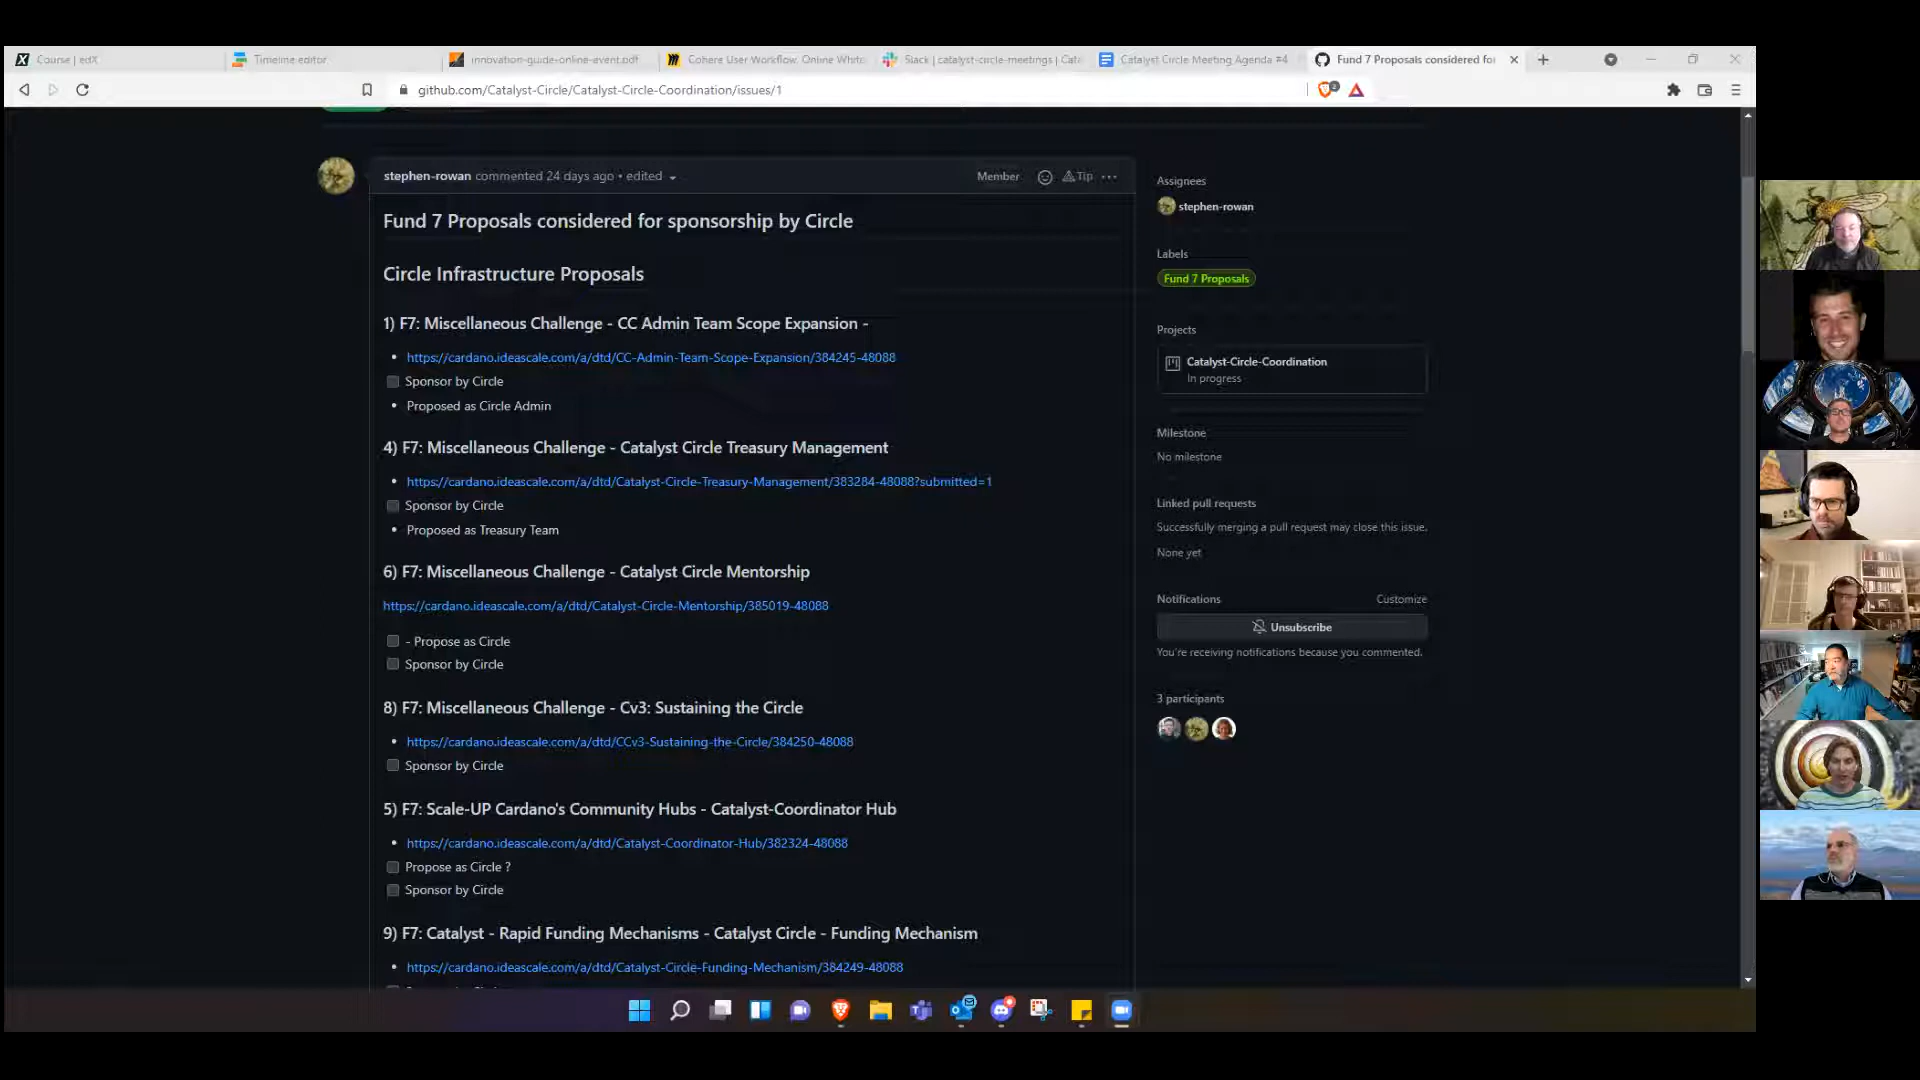 Course | edX
Timeline editor
innovation-guide-online-event.pdf
Cohere User Workflow. Online Whit
Slack | catalyst-circle-meetings | Cat
Catalyst Circle Meeting Agenda #4
Fund 7 Proposals considered for
github.com/Catalyst-Circle/Catalyst-Circle-Coordination/issues/1
stephen-rowan commented 24 days ago • edited
Member
Tip
Fund 7 Proposals considered for sponsorship by Circle
Circle Infrastructure Proposals
1) F7: Miscellaneous Challenge - CC Admin Team Scope Expansion -
• https://cardano.ideascale.com/a/dtd/CC-Admin-Team-Scope-Expansion/384245-48088
Sponsor by Circle
• Proposed as Circle Admin
4) F7: Miscellaneous Challenge - Catalyst Circle Treasury Management
• https://cardano.ideascale.com/a/dtd/Catalyst-Circle-Treasury-Management/383284-48088?submitted=1
Sponsor by Circle
• Proposed as Treasury Team
6) F7: Miscellaneous Challenge - Catalyst Circle Mentorship
https://cardano.ideascale.com/a/dtd/Catalyst-Circle-Mentorship/385019-48088
- Propose as Circle
Sponsor by Circle
8) F7: Miscellaneous Challenge - Cv3: Sustaining the Circle
• https://cardano.ideascale.com/a/dtd/CCv3-Sustaining-the-Circle/384250-48088
Sponsor by Circle
5) F7: Scale-UP Cardano's Community Hubs - Catalyst-Coordinator Hub
• https://cardano.ideascale.com/a/dtd/Catalyst-Coordinator-Hub/382324-48088
Propose as Circle ?
Sponsor by Circle
9) F7: Catalyst - Rapid Funding Mechanisms - Catalyst Circle - Funding Mechanism
• https://cardano.ideascale.com/a/dtd/Catalyst-Circle-Funding-Mechanism/384249-48088
Assignees
stephen-rowan
Labels
Fund 7 Proposals
Projects
Catalyst-Circle-Coordination
In progress
Milestone
No milestone
Linked pull requests
Successfully merging a pull request may close this issue.
None yet
Notifications
Customize
Unsubscribe
You're receiving notifications because you commented.
3 participants